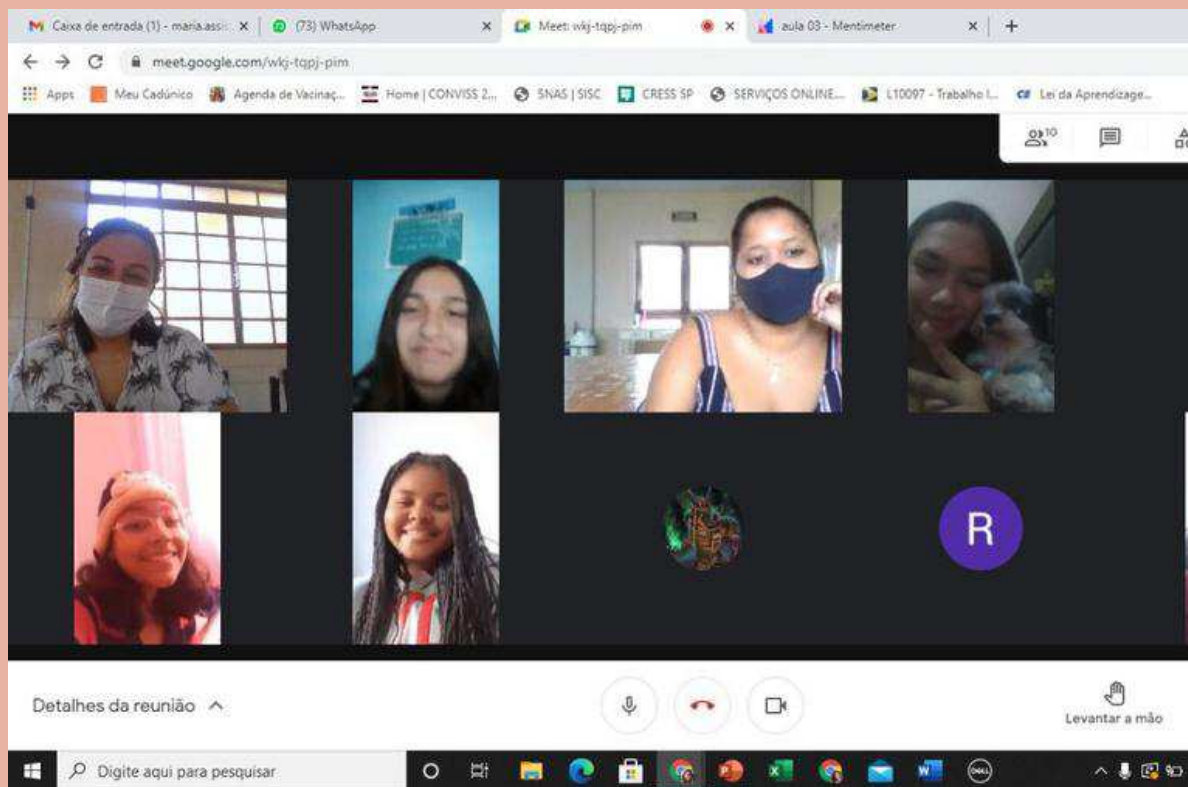 Caixa de entrada (1) - maria.assis
(73) WhatsApp
Meet: wkj-tqpj-pim
aula 03 - Mentimeter
meet.google.com/wkj-tqpj-pim
Apps Meu Cadúnico Agenda de Vacinaç... Home | CONVISS 2... SNAS | SISC CRESS SP SERVIÇOS ONLINE... L10097 - Trabalho I... Lei da Aprendizage...
10
R
Detalhes da reunião
Levantar a mão
Digite aqui para pesquisar
DELL